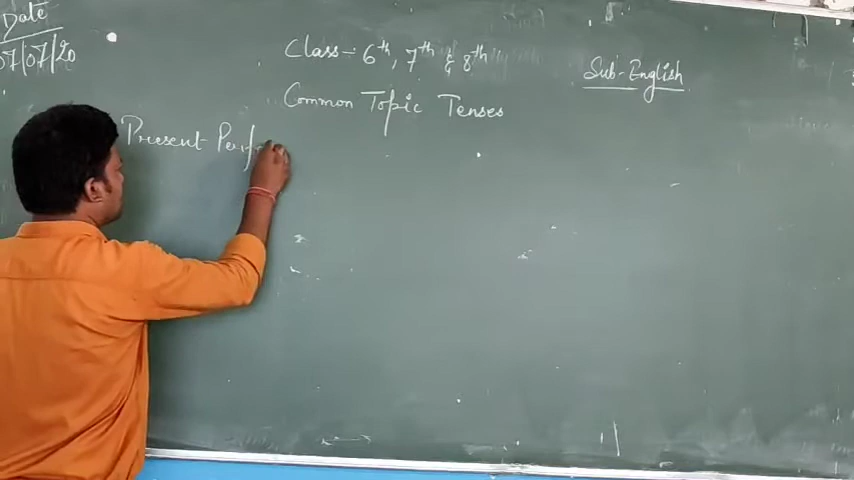 Date
07/07/20
Class:- 6th, 7th & 8th
Sub-English
Common Topic Tenses
Present Perf